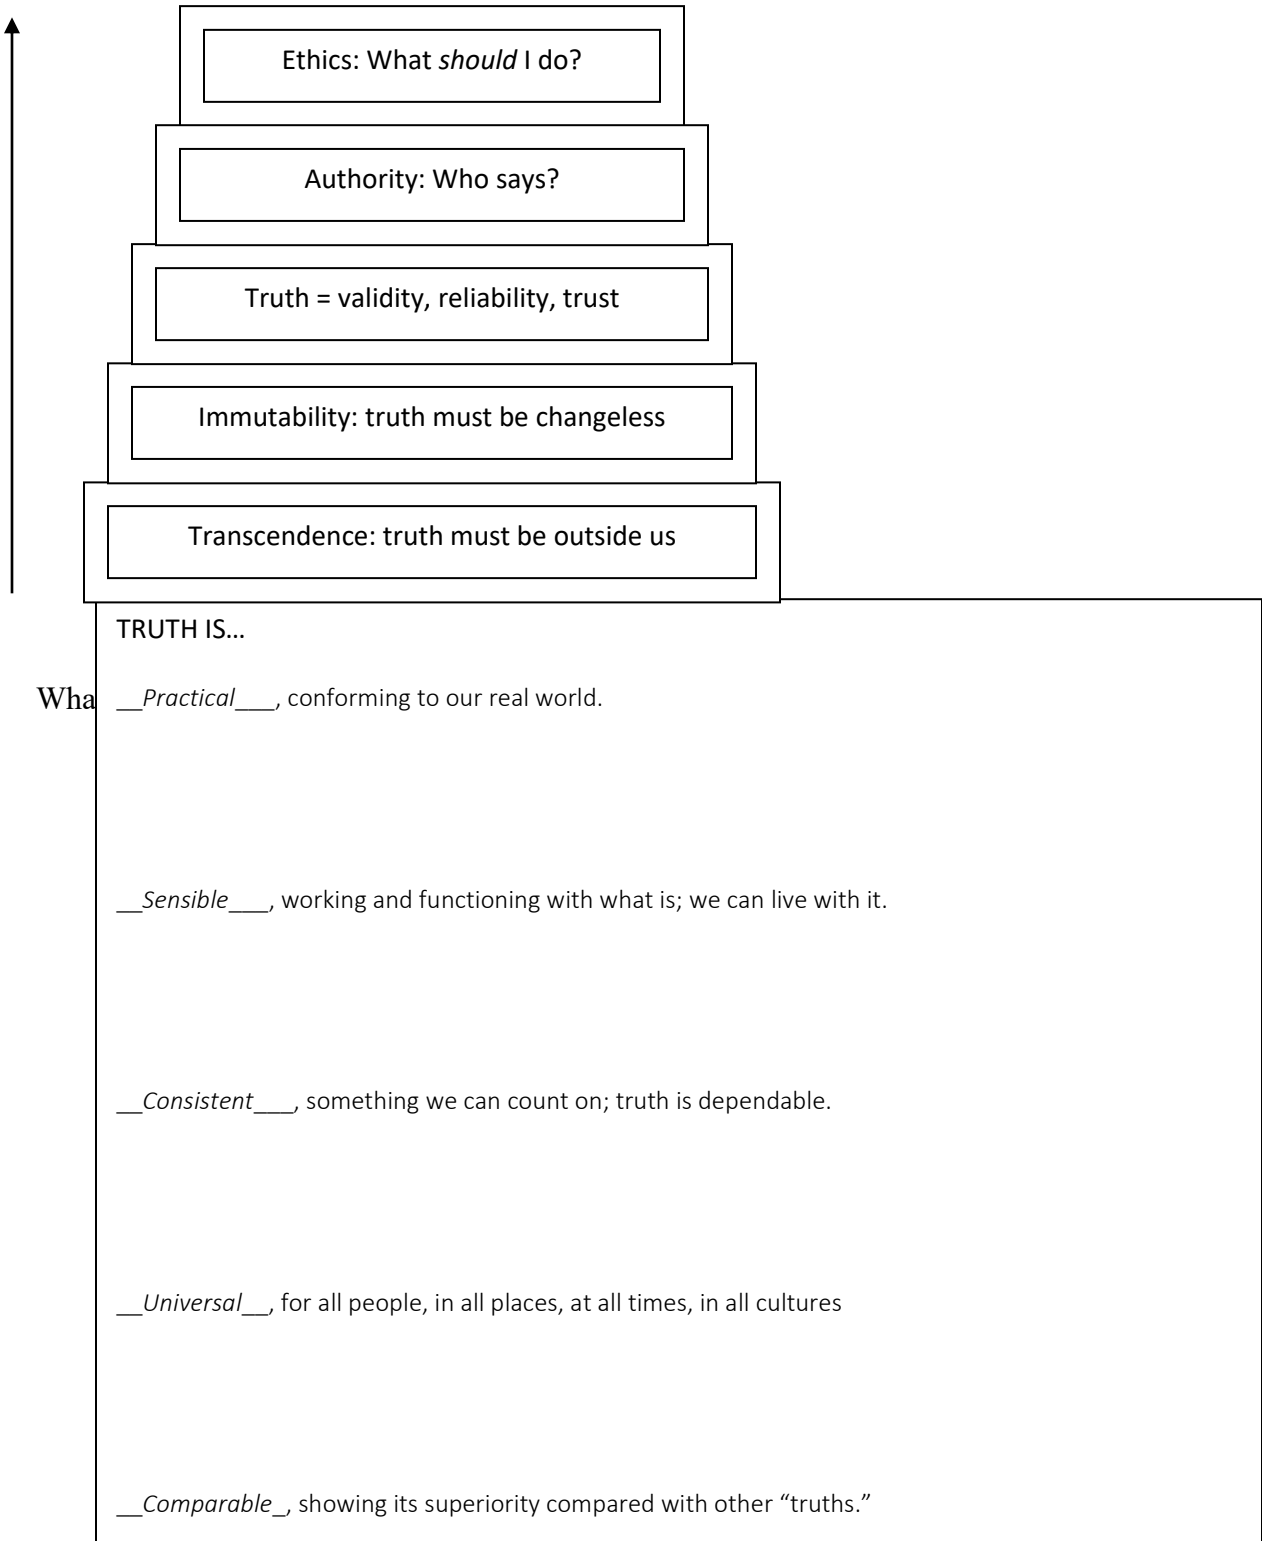 Ethics: What should I do?
Authority: Who says?
Truth = validity, reliability, trust
Immutability: truth must be changeless
Transcendence: truth must be outside us
TRUTH IS…
Wha
__Practical___, conforming to our real world.
__Sensible___, working and functioning with what is; we can live with it.
__Consistent___, something we can count on; truth is dependable.
__Universal__, for all people, in all places, at all times, in all cultures
__Comparable_, showing its superiority compared with other “truths.”